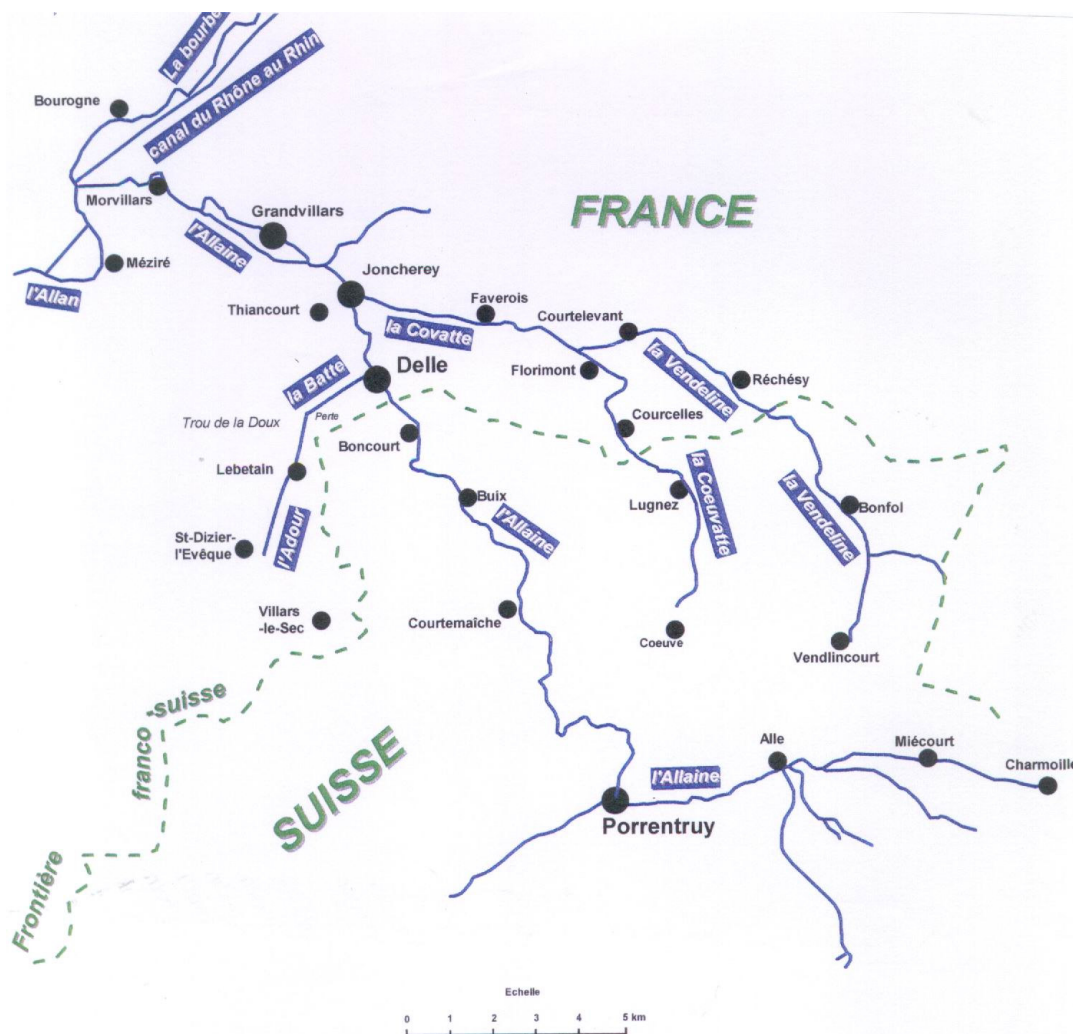 La bourbe
Bourogne
canal du Rhône au Rhin
Morvillars
Grandvillars
FRANCE
l'Allaine
Méziré
Joncherey
l'Allan
Thiancourt
Faverois
la Covatte
Courtelevant
Delle
Florimont
la Vendeline
Réchésy
la Batte
Perte
Trou de la Doux
Courcelles
Boncourt
Lebetain
la Coeuvatte
Buix
Lugnez
la Vendeline
Bonfol
l'Allaine
St-Dizier-
l'Evêque
l'Adour
Villars
-le-Sec
Courtemaîche
Coeuve
Vendlincourt
franco -suisse
SUISSE
Alle
Miécourt
Charmoille
l'Allaine
Porrentruy
Frontière
Echelle
0 1 2 3 4 5 km